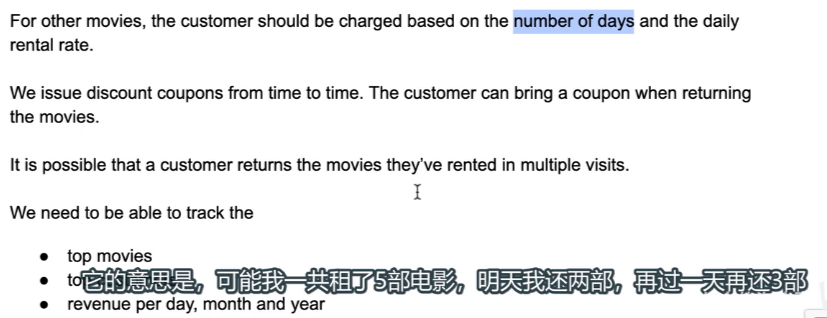 For other movies, the customer should be charged based on the number of days and the daily
rental rate.
We issue discount coupons from time to time. The customer can bring a coupon when returning
the movies.
It is possible that a customer returns the movies they've rented in multiple visits.
We need to be able to track the
● top movies
● to
它的意思是，可能我一共租了5部电影，明天我还两部，再过一天再还3部
● revenue per day, month and year